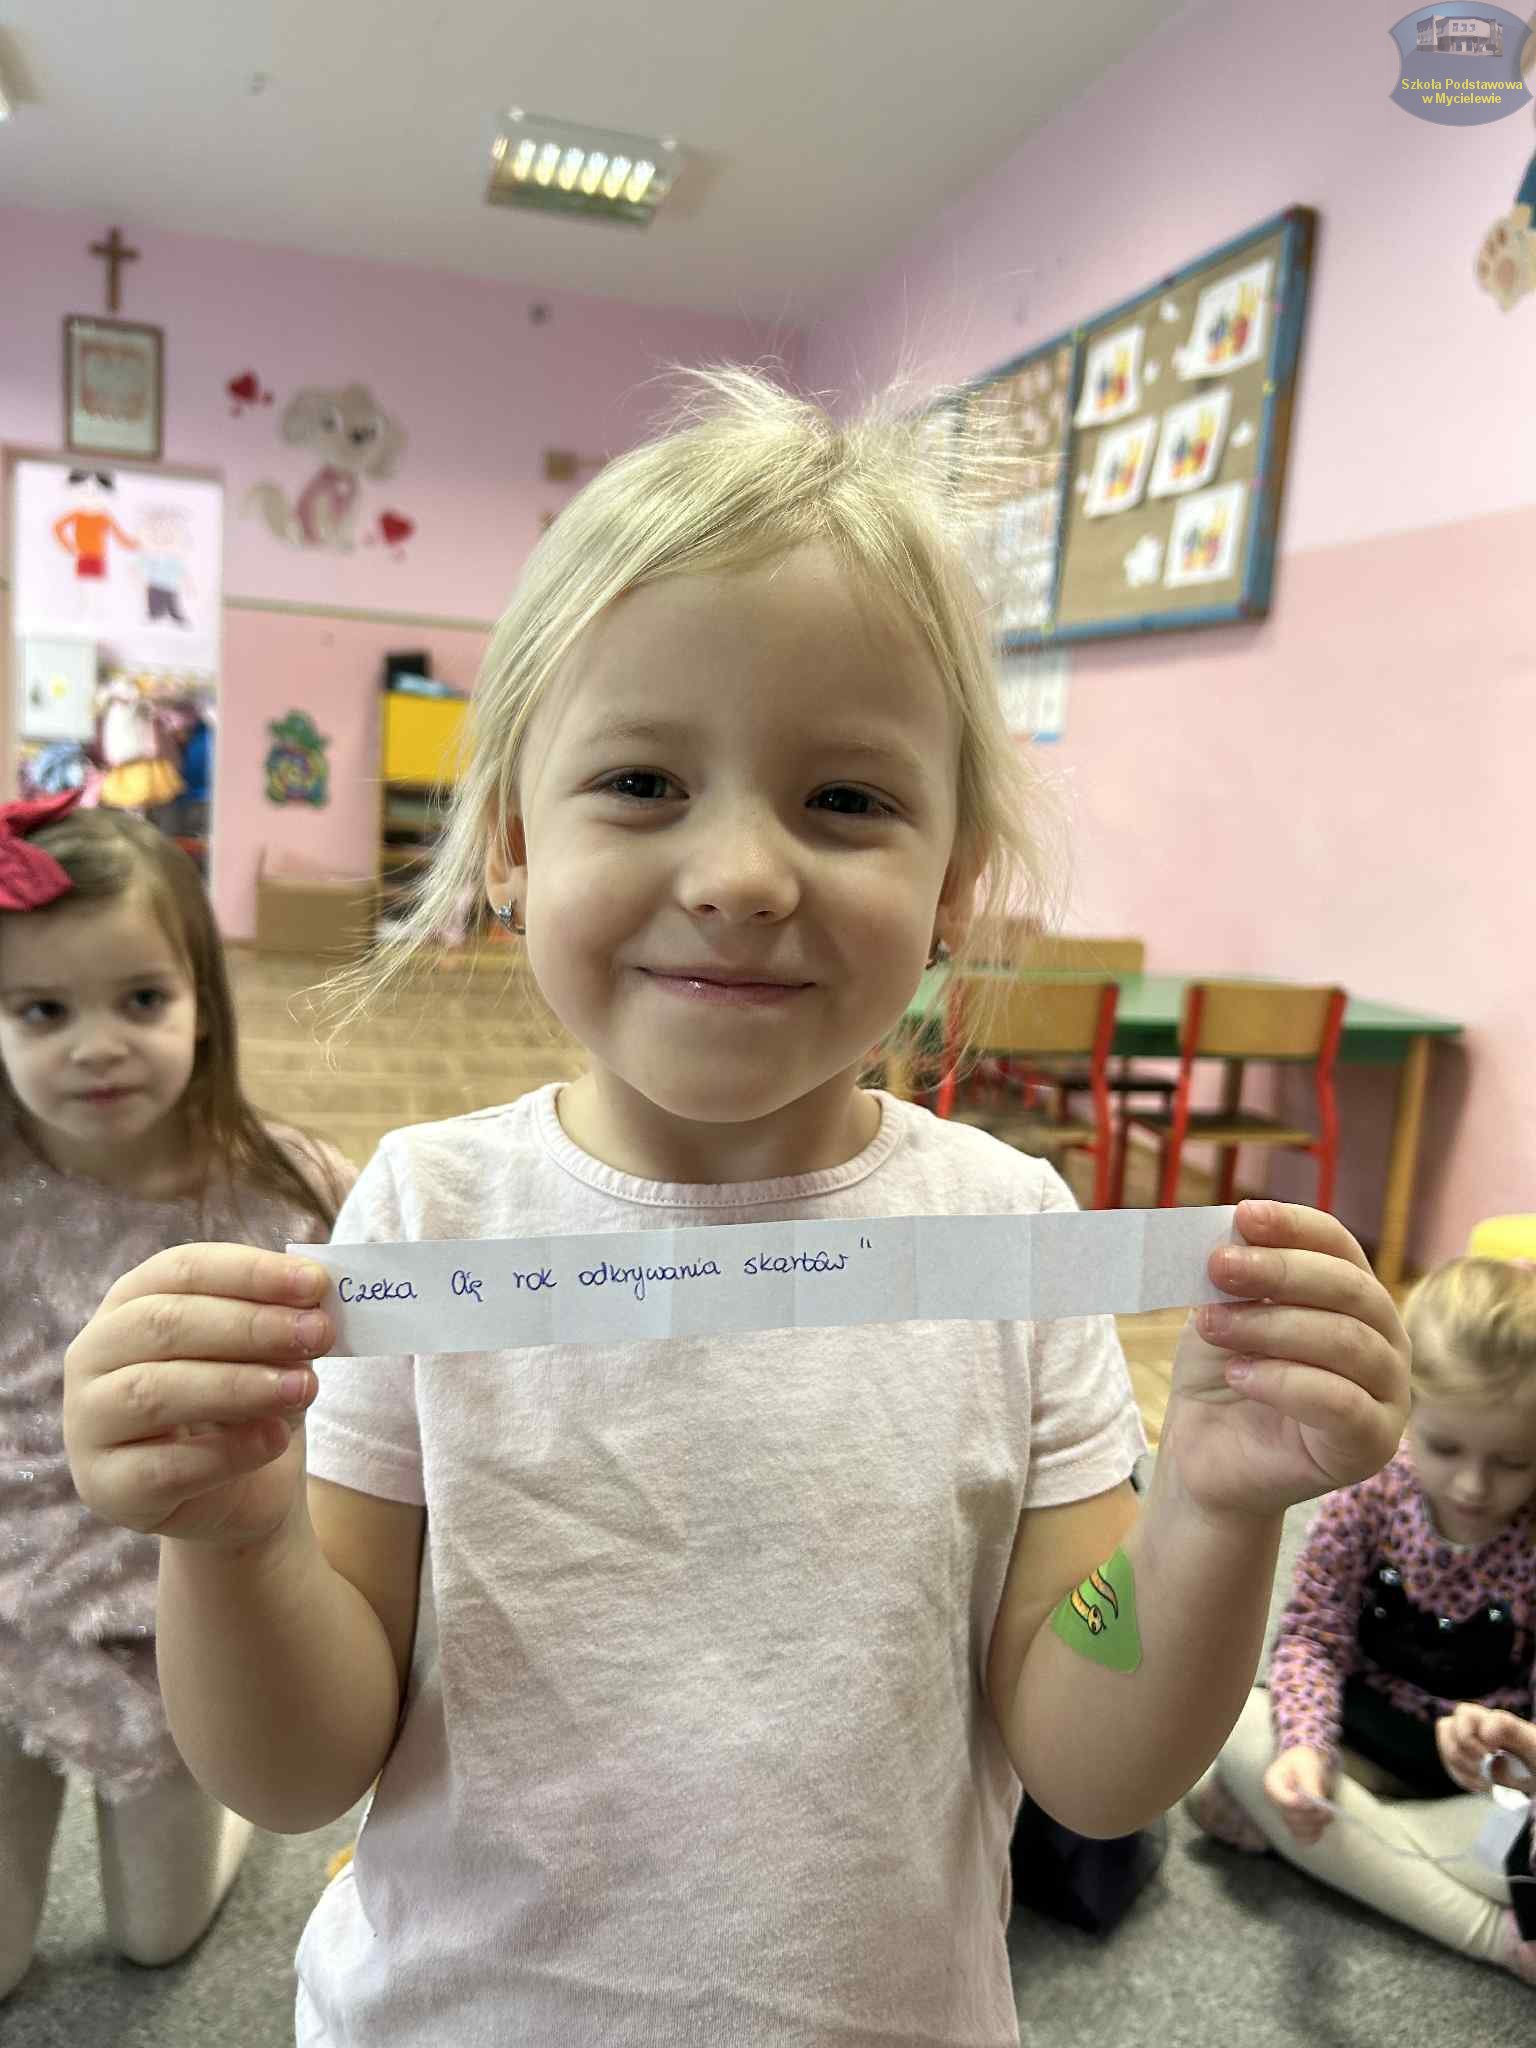 Szkoła Podstawowa
w Mycielewie
Czeka Cię rok odkrywania skarbów"